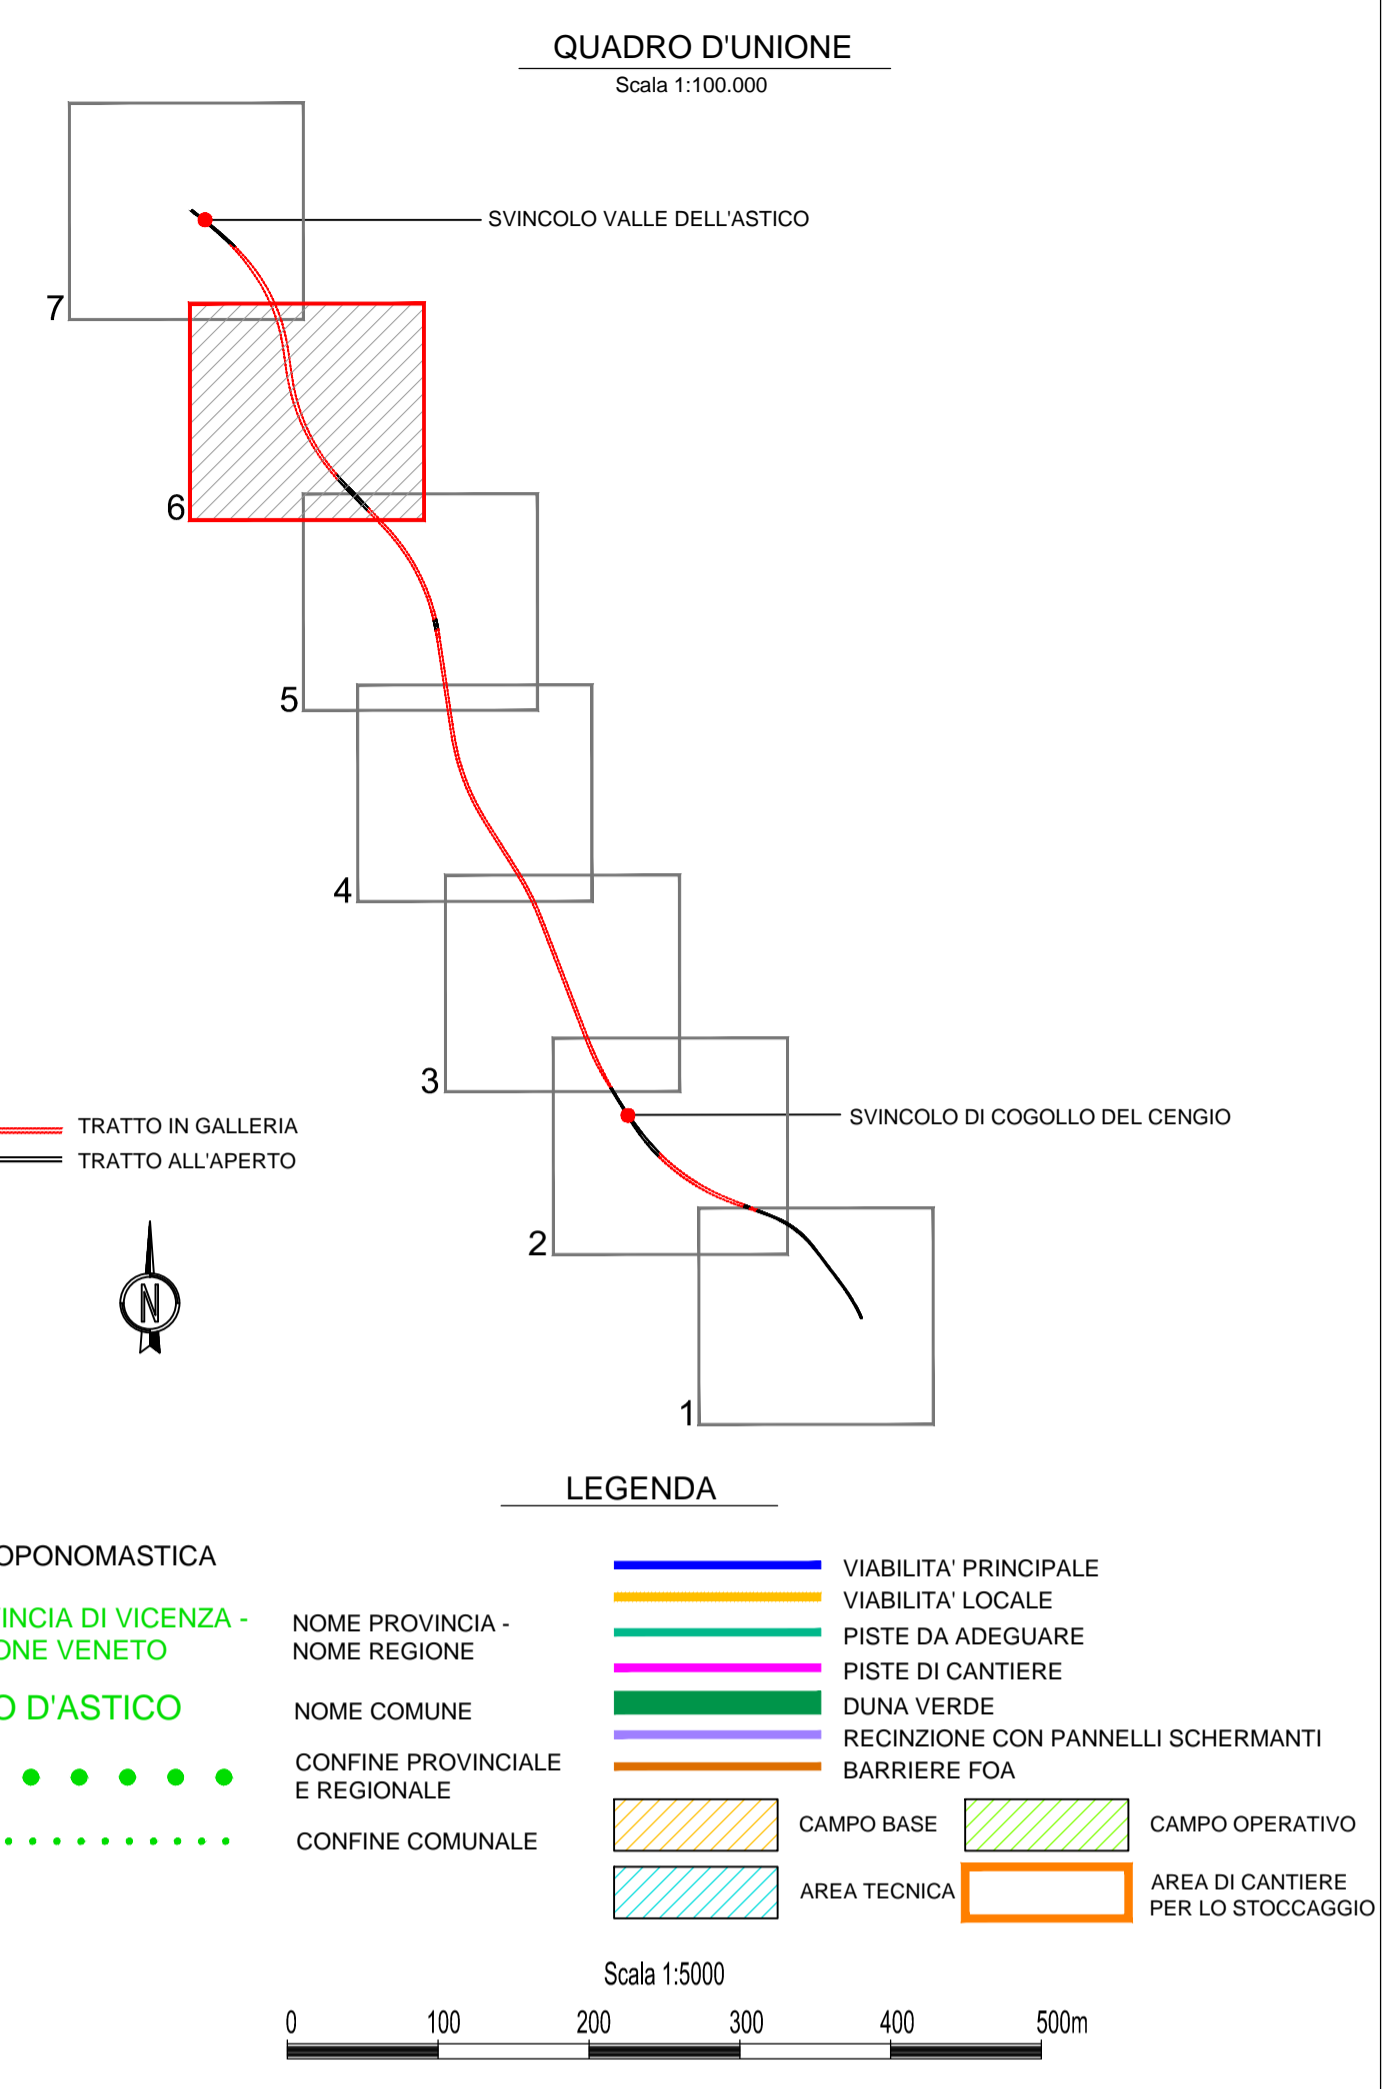 QUADRO D'UNIONE
Scala 1:100.000
SVINCOLO VALLE DELL'ASTICO
7
6
5
4
3
2
1
SVINCOLO DI COGOLLO DEL CENGIO
TRATTO IN GALLERIA
TRATTO ALL'APERTO
N
LEGENDA
OPONOMASTICA
INCIA DI VICENZA -
ONE VENETO
NOME PROVINCIA -
NOME REGIONE
O D'ASTICO
NOME COMUNE
CONFINE PROVINCIALE
E REGIONALE
CONFINE COMUNALE
VIABILITA' PRINCIPALE
VIABILITA' LOCALE
PISTE DA ADEGUARE
PISTE DI CANTIERE
DUNA VERDE
RECINZIONE CON PANNELLI SCHERMANTI
BARRIERE FOA
CAMPO BASE
CAMPO OPERATIVO
AREA TECNICA
AREA DI CANTIERE
PER LO STOCCAGGIO
Scala 1:5000
0 100 200 300 400 500m